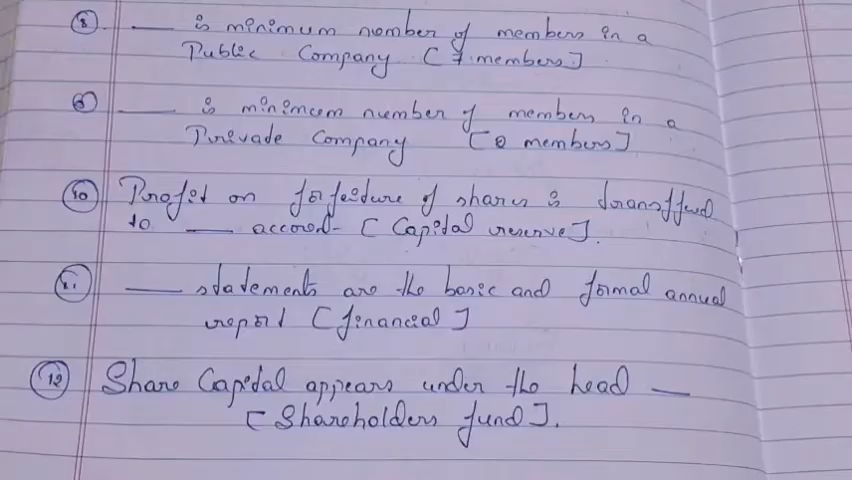 (8) ___ is minimum number of members in a
Public Company [7 members]
(9) ___ is minimum number of members in a
Private Company [2 members]
(10) Profit on forfeiture of shares is transffed
to ___ account- [Capital reserve].
11 ___ statements are the basic and formal annual
report [financial]
(12) Share Capital appears under the head ___
[Shareholders fund].